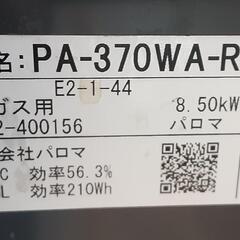 名: PA-370WA-R
E2-1-44
ガス用 8.50kW
2-400156 パロマ
会社パロマ
C 効率56.3%
L 効率210Wh